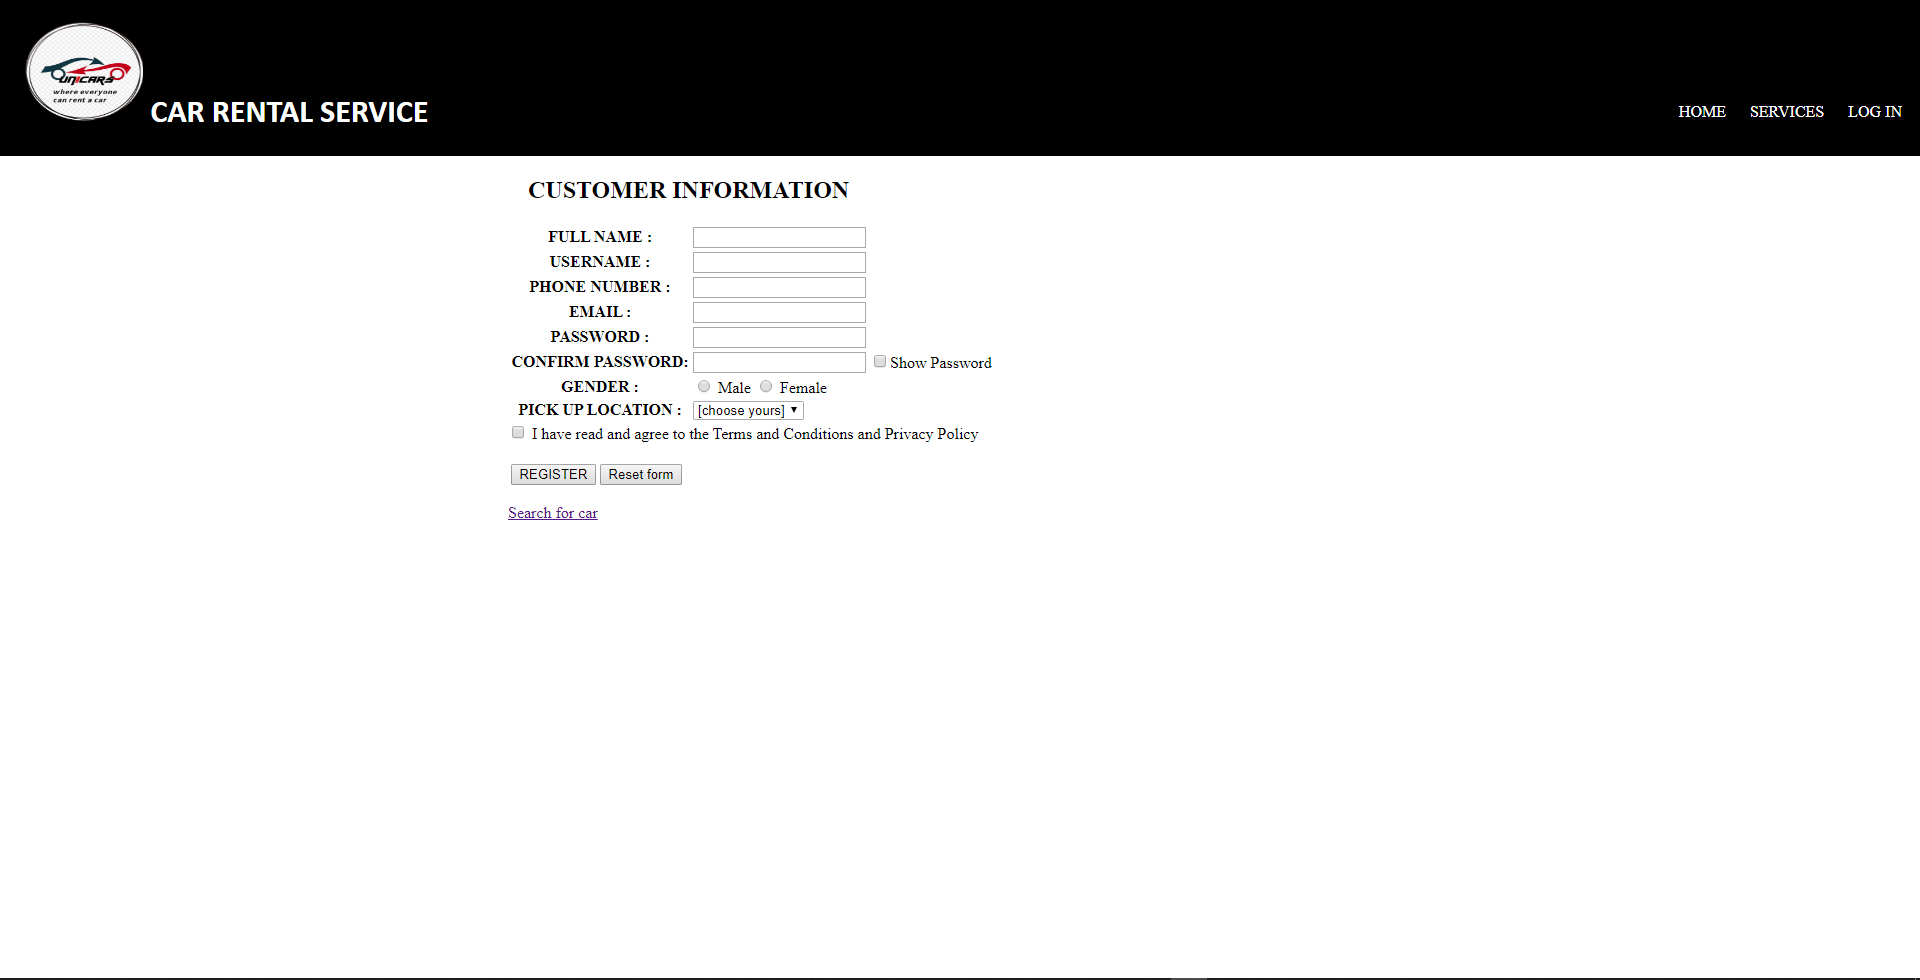 UNICARS
where everyone
can rent a car
CAR RENTAL SERVICE
HOME SERVICES LOG IN
CUSTOMER INFORMATION
FULL NAME :
USERNAME :
PHONE NUMBER :
EMAIL :
PASSWORD :
CONFIRM PASSWORD: Show Password
GENDER : Male Female
PICK UP LOCATION : [choose yours]
I have read and agree to the Terms and Conditions and Privacy Policy
REGISTER Reset form
Search for car